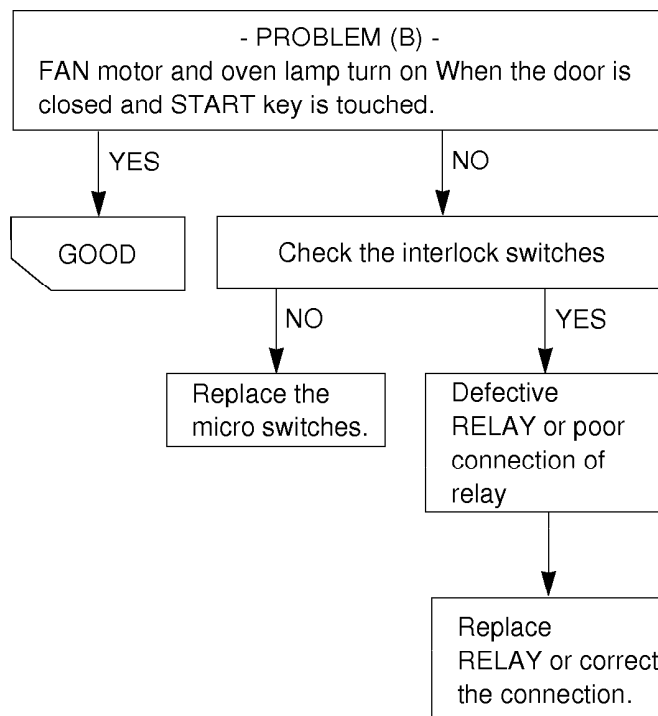 - PROBLEM (B) -
FAN motor and oven lamp turn on When the door is
closed and START key is touched.
YES
NO
GOOD
Check the interlock switches
NO
YES
Replace the
micro switches.
Defective
RELAY or poor
connection of
relay
Replace
RELAY or correct
the connection.